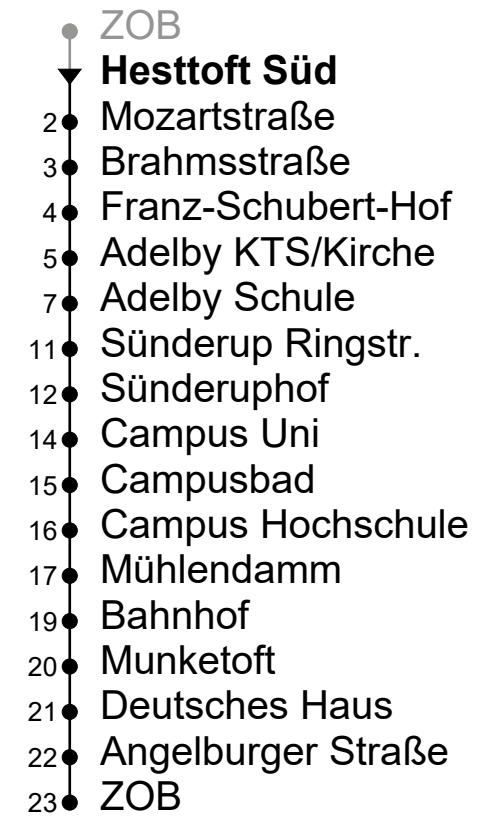 ZOB
Hesttoft Süd
2 Mozartstraße
3 Brahmsstraße
4 Franz-Schubert-Hof
5 Adelby KTS/Kirche
7 Adelby Schule
11 Sünderup Ringstr.
12 Sünderuphof
14 Campus Uni
15 Campusbad
16 Campus Hochschule
17 Mühlendamm
19 Bahnhof
20 Munketoft
21 Deutsches Haus
22 Angelburger Straße
23 ZOB